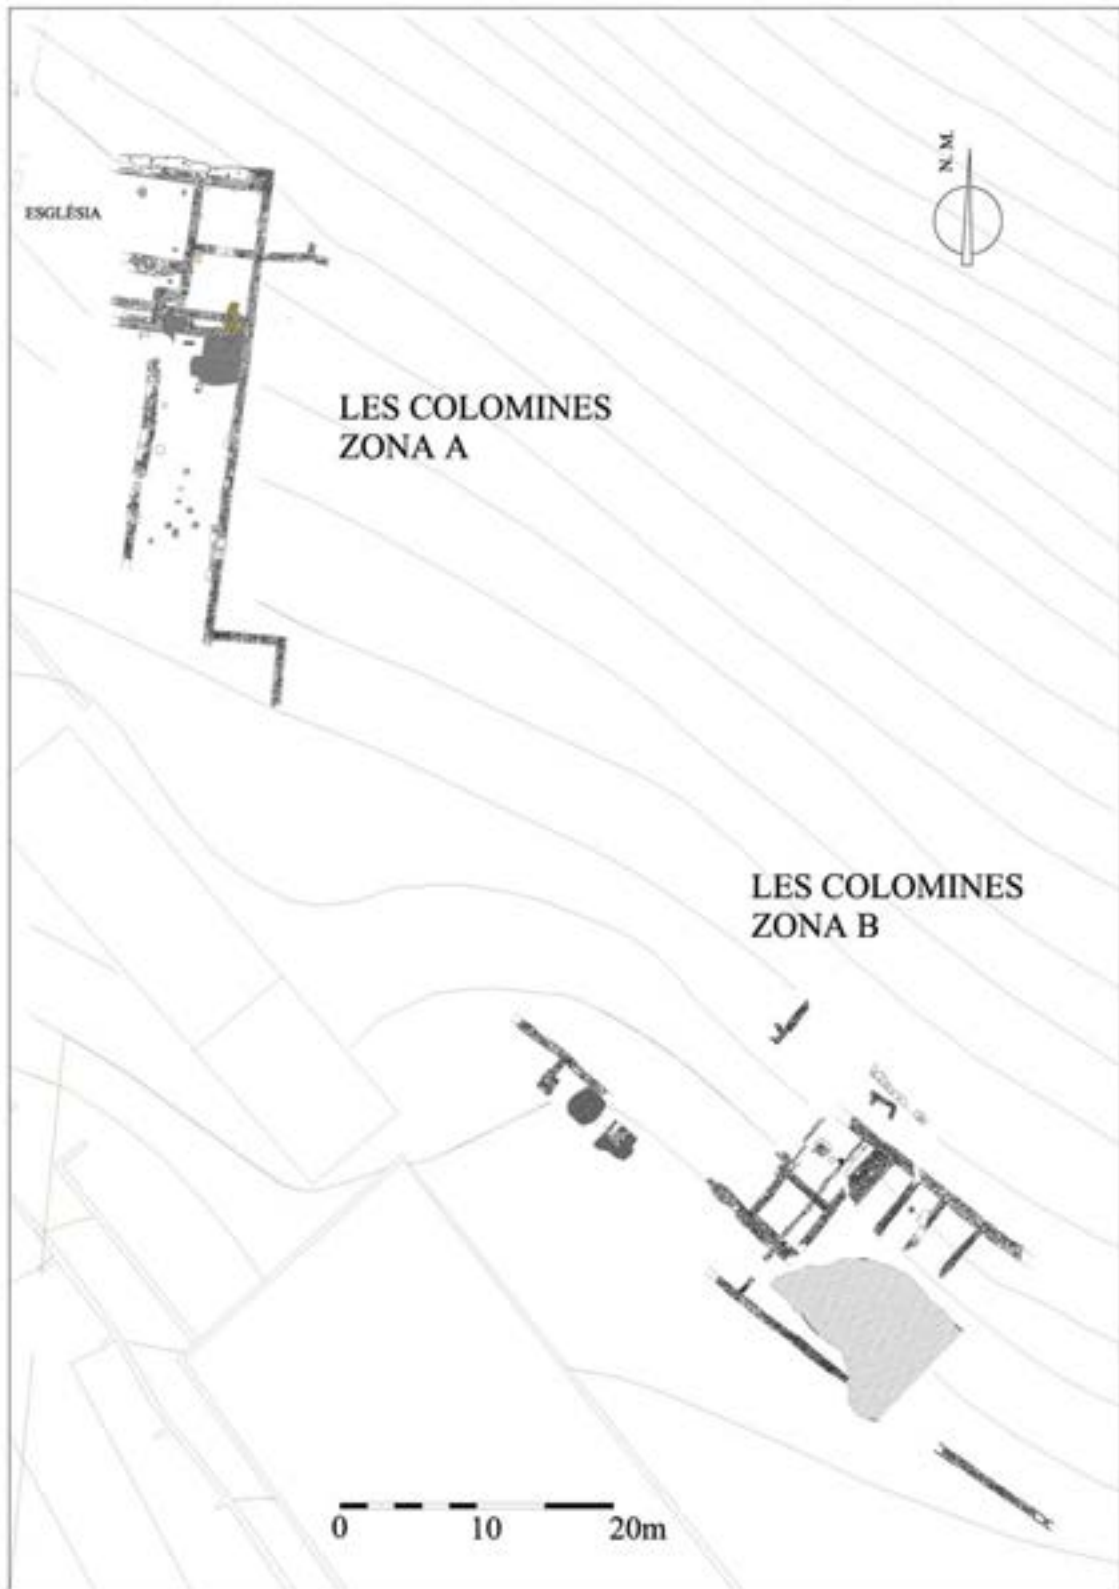 N. M.
ESGLÉSIA
LES COLOMINES
ZONA A
LES COLOMINES
ZONA B
0 10 20m